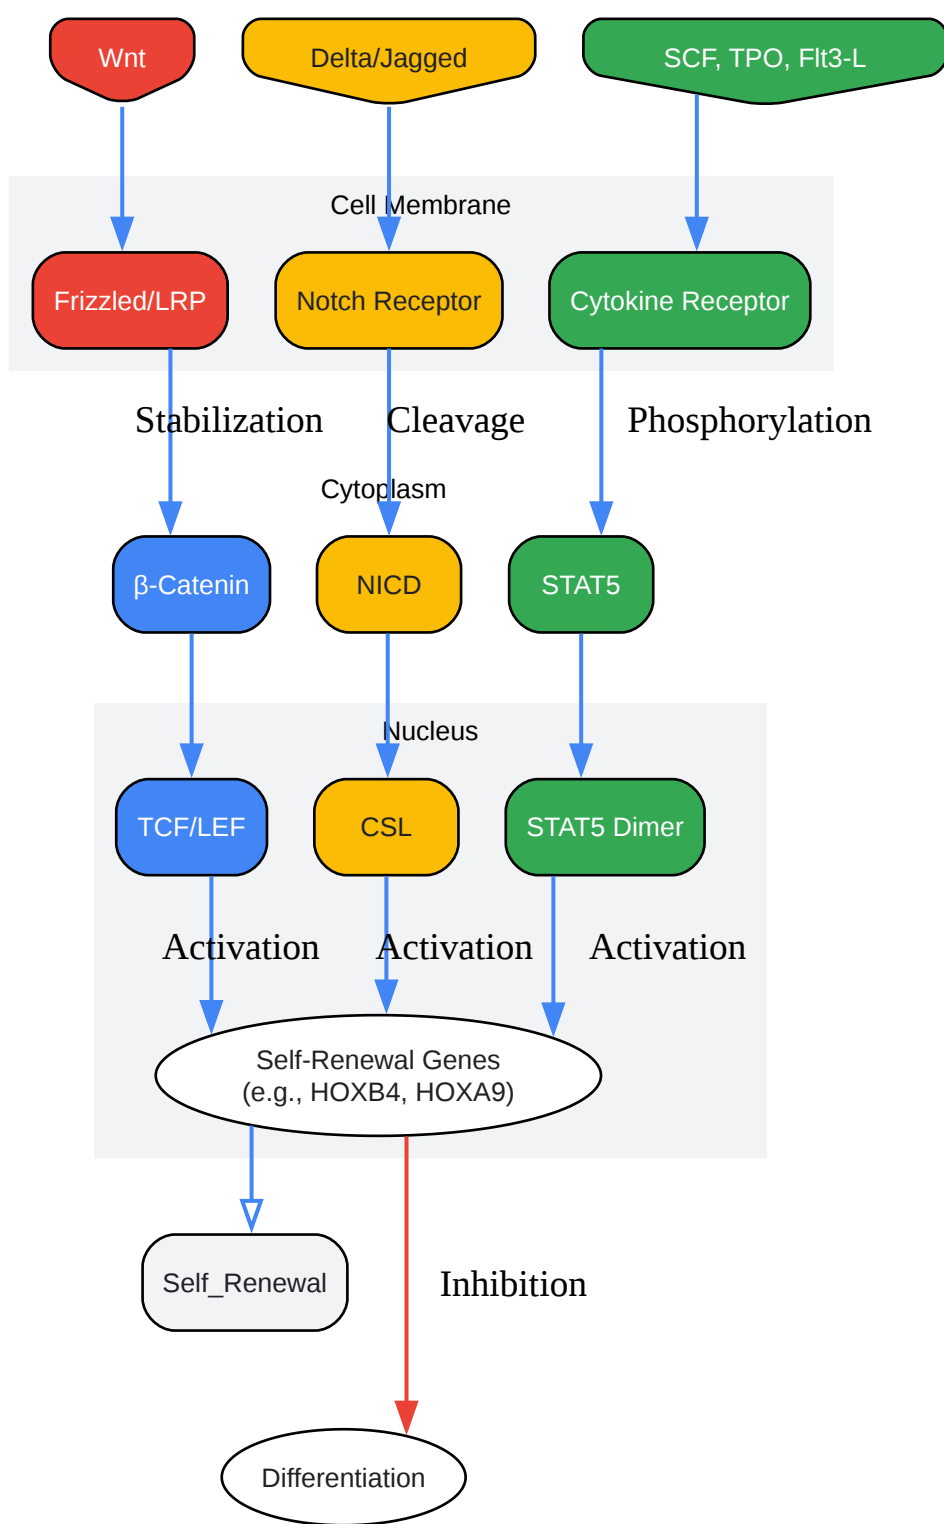 Wnt
Delta/Jagged
SCF, TPO, Flt3-L
Cell Membrane
Frizzled/LRP
Notch Receptor
Cytokine Receptor
Stabilization
Cleavage
Phosphorylation
Cytoplasm
β-Catenin
NICD
STAT5
Nucleus
TCF/LEF
CSL
STAT5 Dimer
Activation
Activation
Activation
Self-Renewal Genes
(e.g., HOXB4, HOXA9)
Self_Renewal
Inhibition
Differentiation